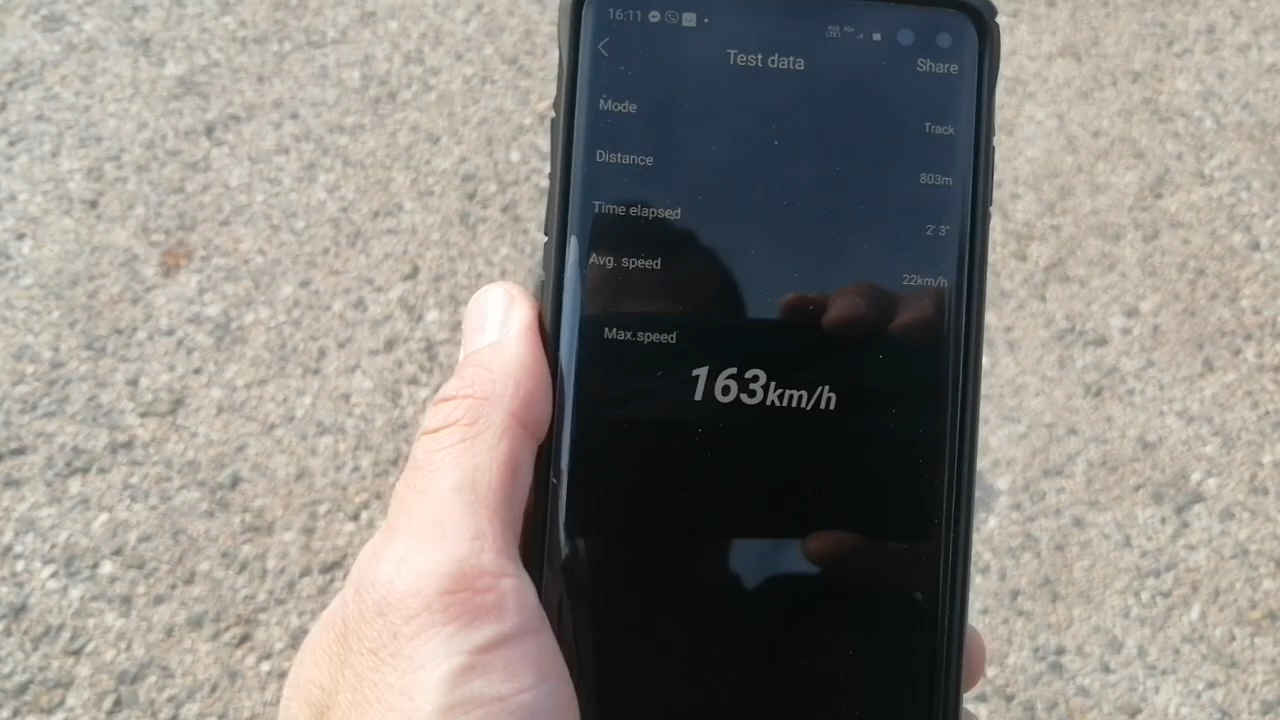 16:11
Test data
Share
Mode
Track
Distance
803m
Time elapsed
2' 3"
Avg. speed
22km/h
Max.speed
163km/h